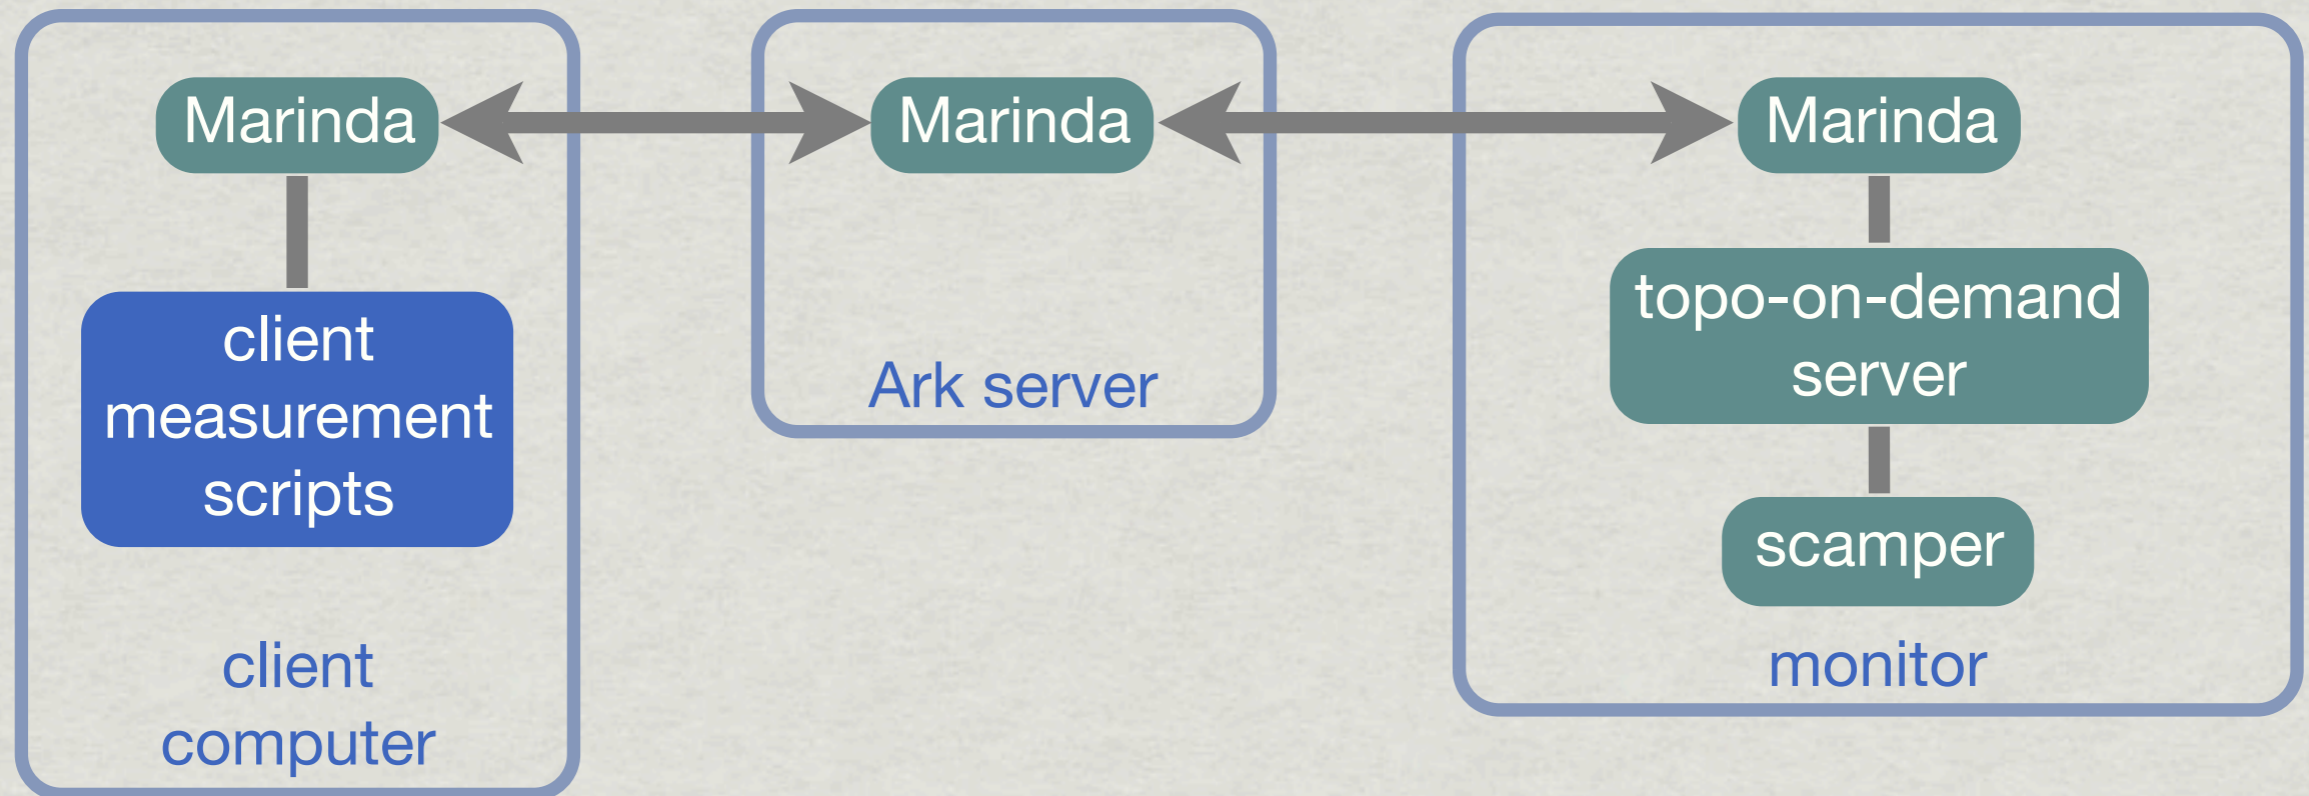 Marinda
client
measurement
scripts
client
computer
Marinda
Ark server
Marinda
topo-on-demand
server
scamper
monitor